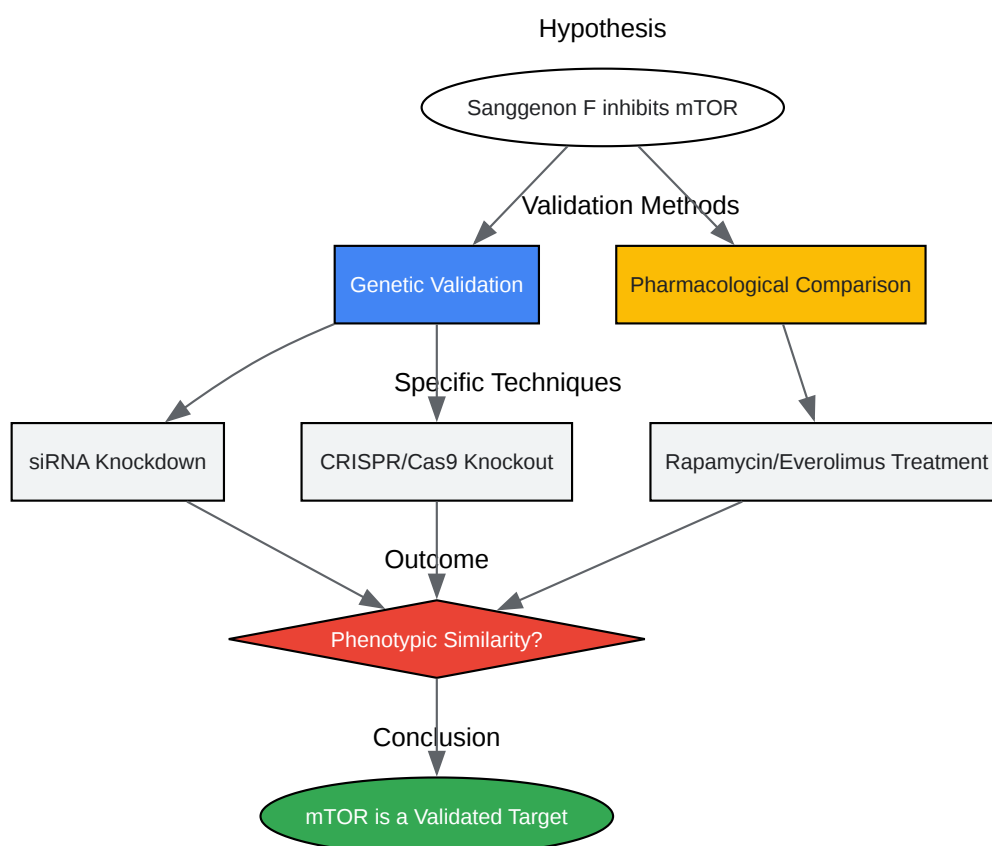 Hypothesis
Sanggenon F inhibits mTOR
Validation Methods
Genetic Validation
Pharmacological Comparison
Specific Techniques
siRNA Knockdown
CRISPR/Cas9 Knockout
Rapamycin/Everolimus Treatment
Outcome
Phenotypic Similarity?
Conclusion
mTOR is a Validated Target